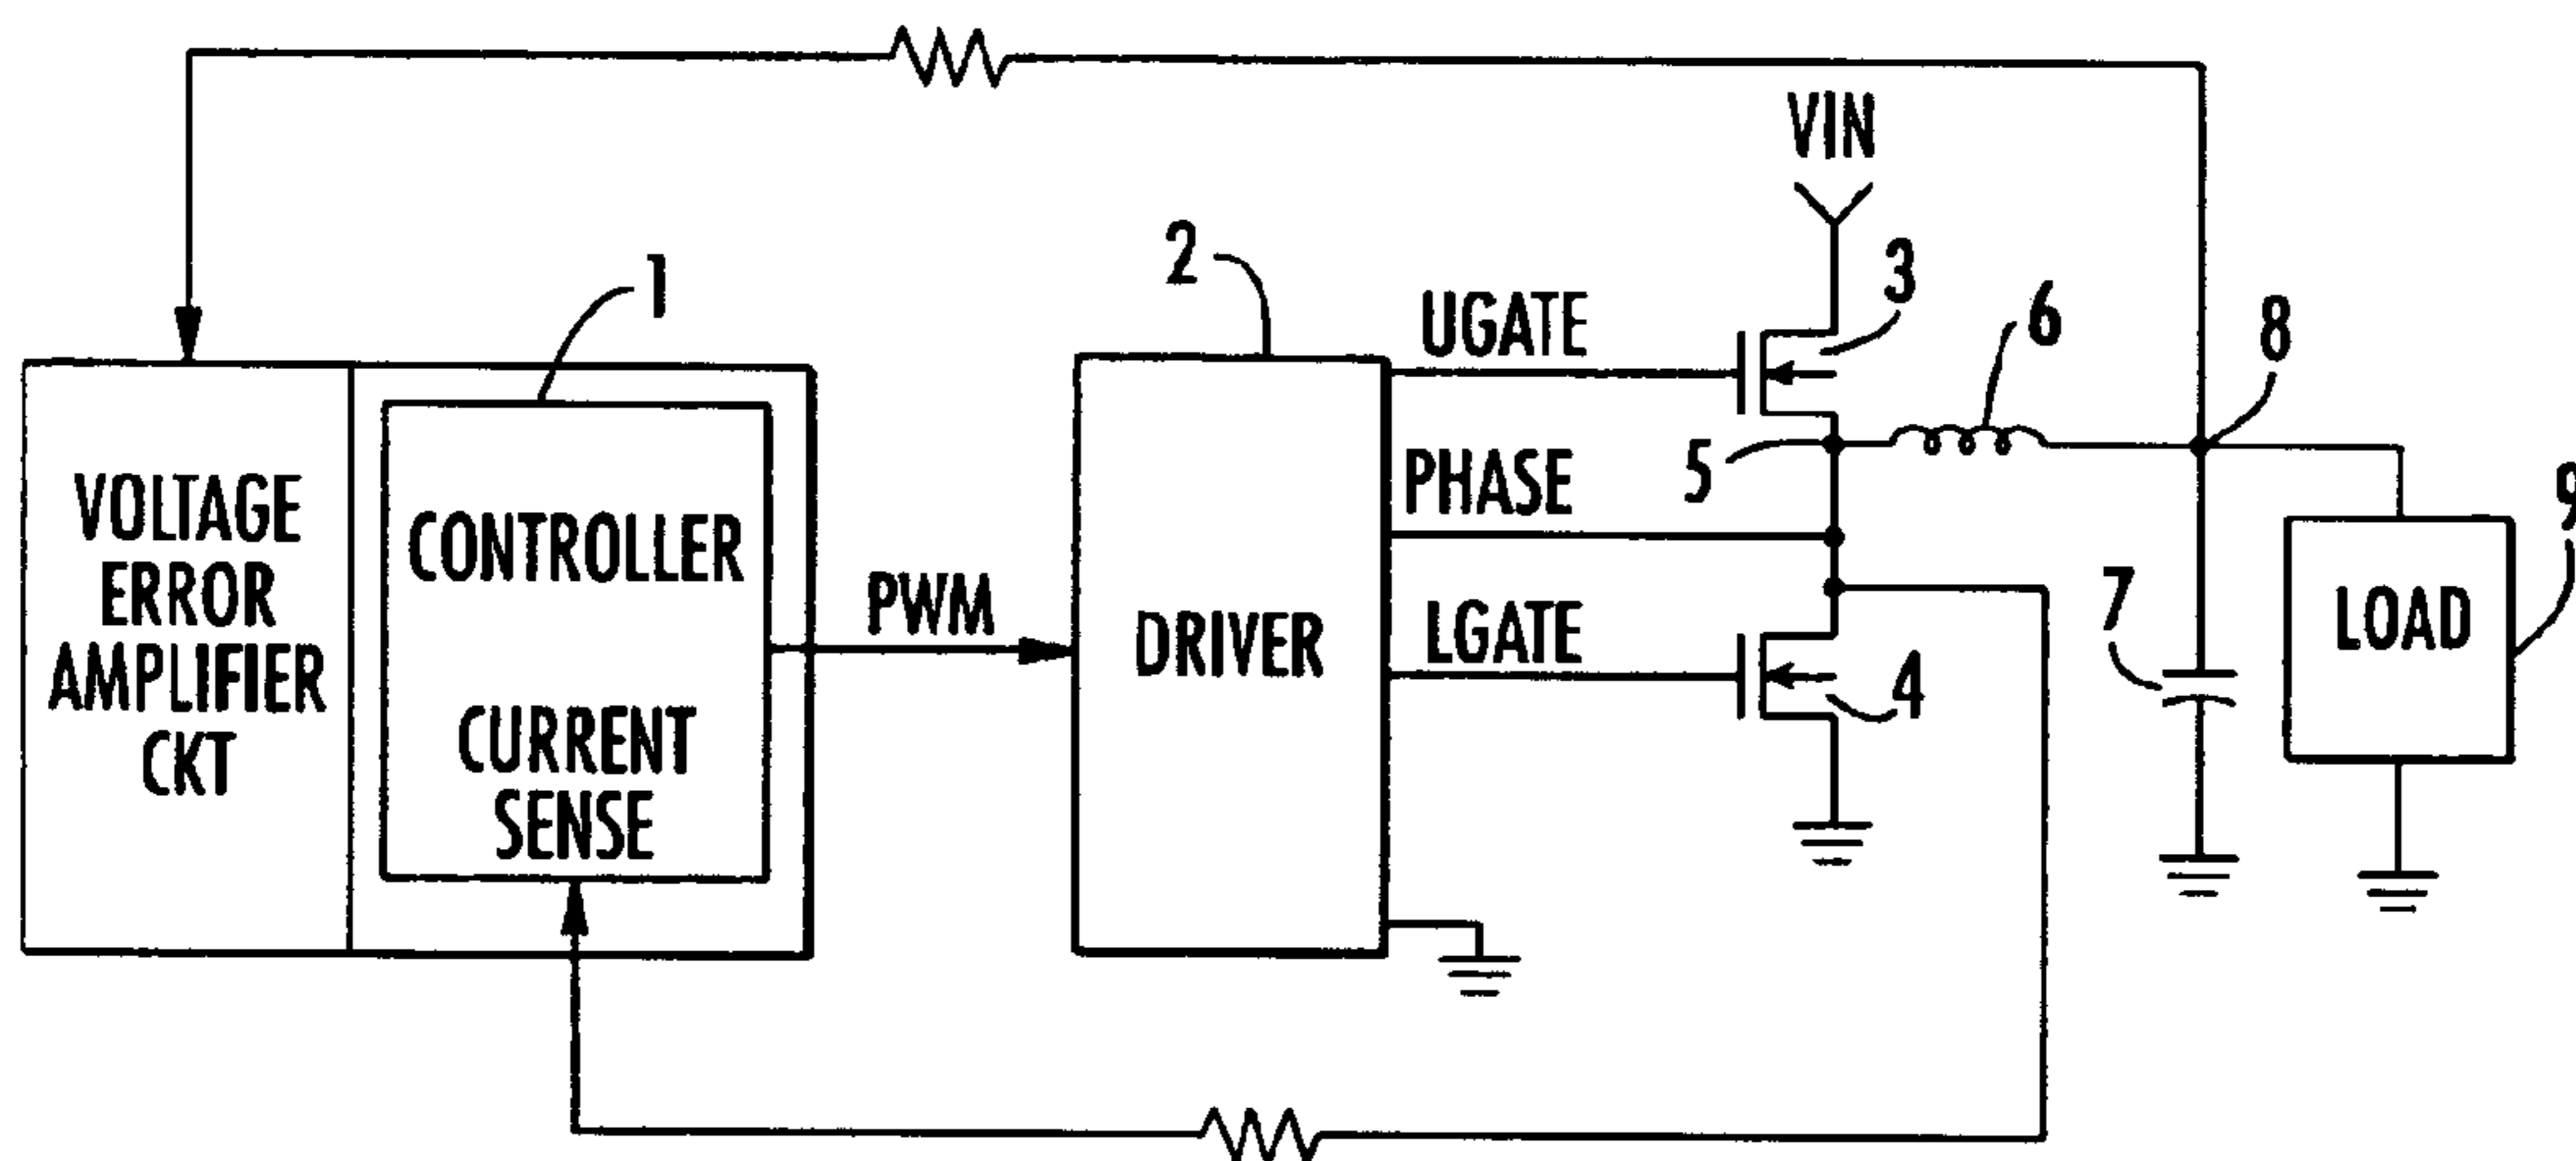 VIN
1
2
UGATE
3
6
8
5
PHASE
9
VOLTAGE
ERROR
AMPLIFIER
CKT
CONTROLLER
CURRENT
SENSE
PWM
DRIVER
LGATE
4
7
LOAD